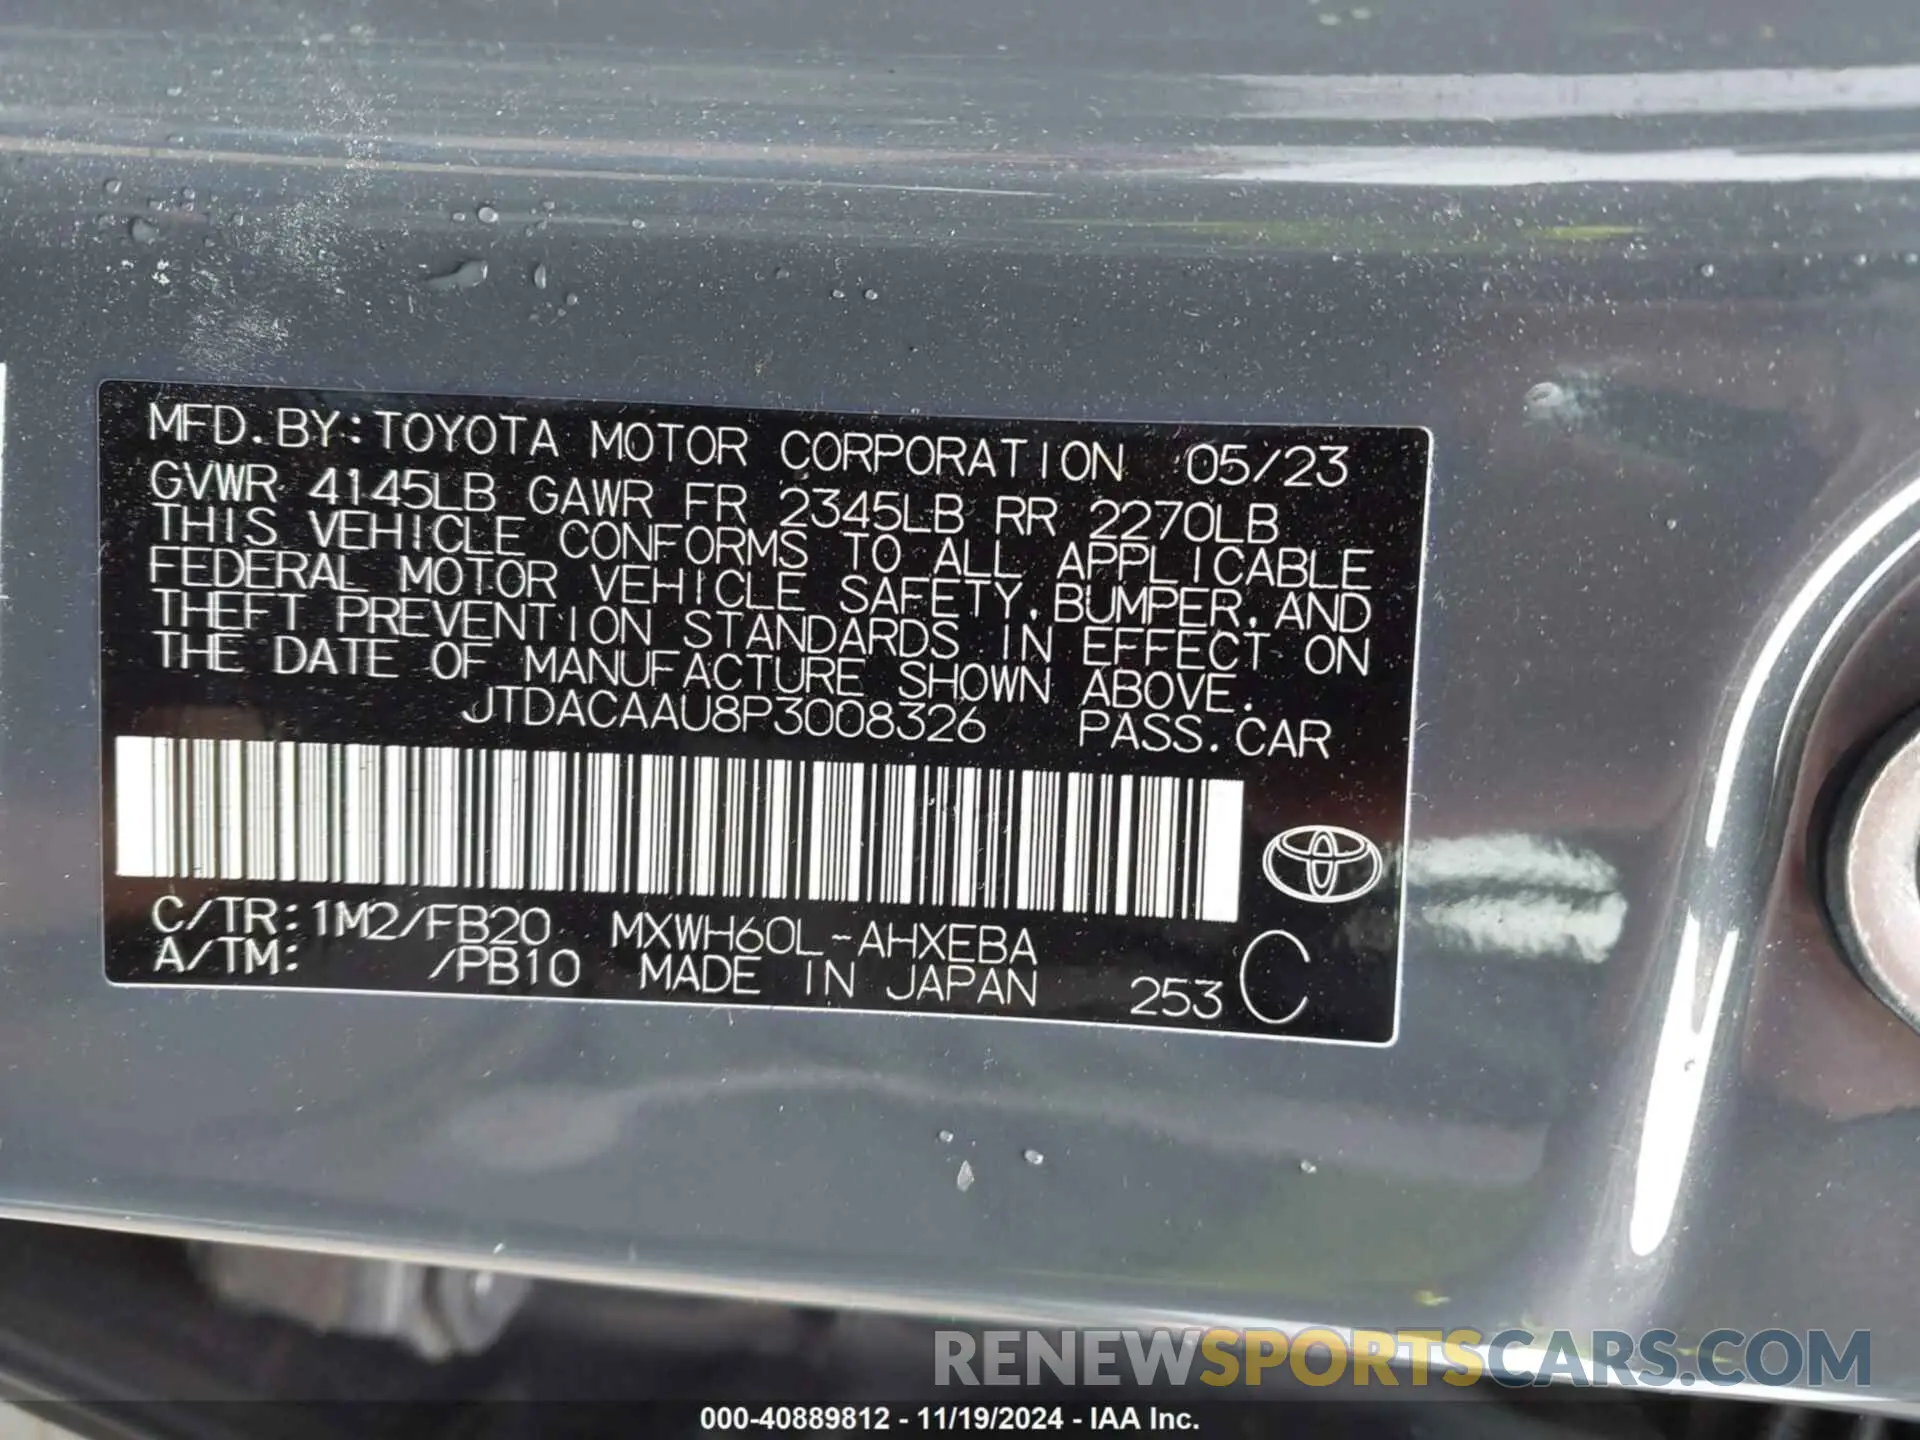 MFD.BY:TOYOTA MOTOR CORPORATION 05/23
GVWR 4145LB GAWR FR 2345LB RR 2270LB
THIS VEHICLE CONFORMS TO ALL APPLICABLE
FEDERAL MOTOR VEHICLE SAFETY,BUMPER,AND
THEFT PREVENTION STANDARDS IN EFFECT ON
THE DATE OF MANUFACTURE SHOWN ABOVE.
JTDACAAU8P3008326 PASS.CAR
C/TR:1M2/FB20 MXWH60L-AHXEBA
A/TM: /PB10 MADE IN JAPAN 253 C
RENEWSPORTSCARS.COM
000-40889812 - 11/19/2024 - IAA Inc.